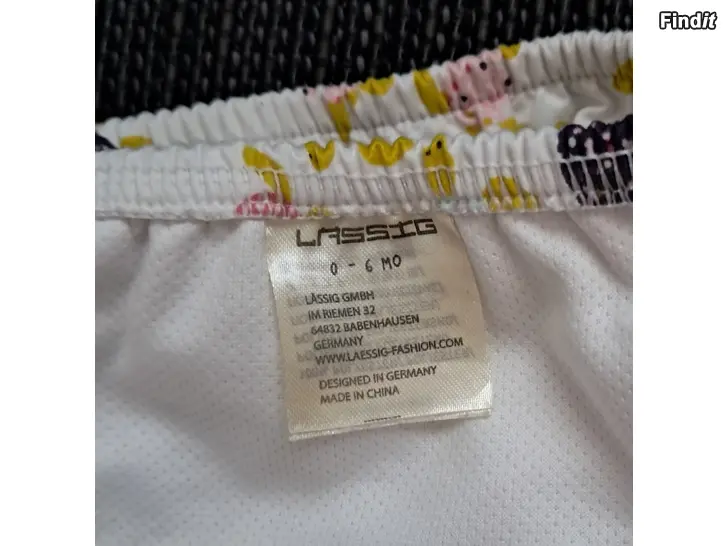 Findit
LÄSSIG
0 - 6 MO
LÄSSIG GMBH
IM RIEMEN 32
64832 BABENHAUSEN
GERMANY
WWW.LAESSIG-FASHION.COM
DESIGNED IN GERMANY
MADE IN CHINA